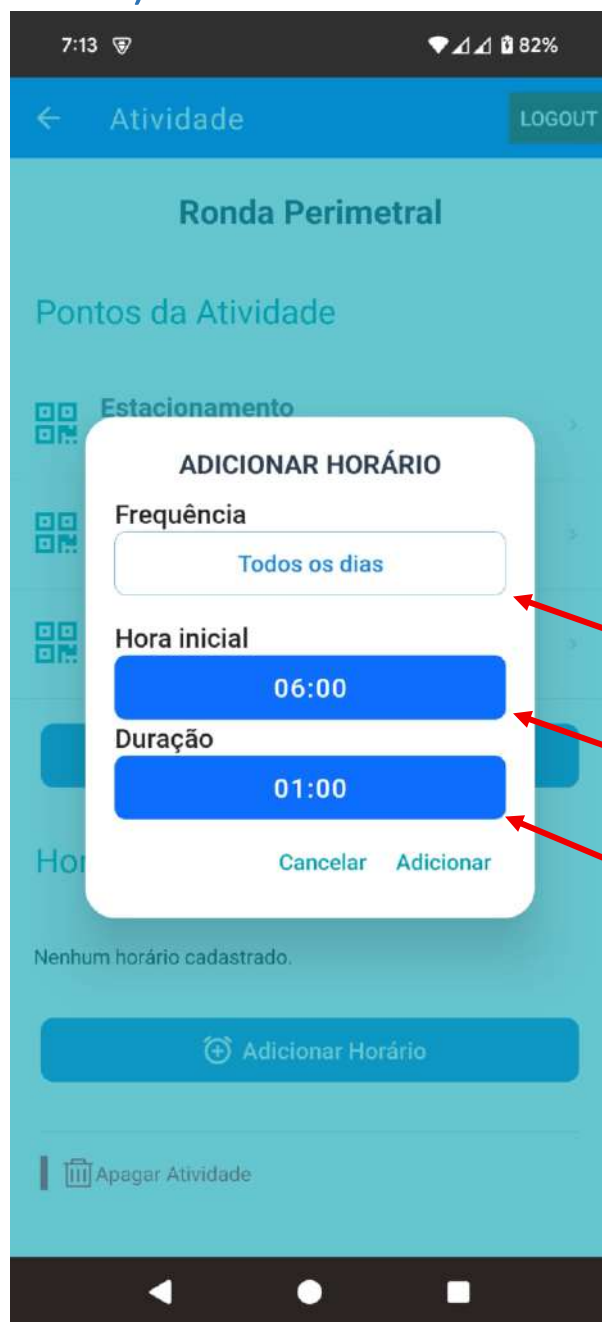 7:13 82%
Atividade LOGOUT
Ronda Perimetral
Pontos da Atividade
Estacionamento
ADICIONAR HORÁRIO
Frequência
Todos os dias
Hora inicial
06:00
Duração
01:00
Cancelar Adicionar
Hor
Nenhum horário cadastrado.
Adicionar Horário
Apagar Atividade